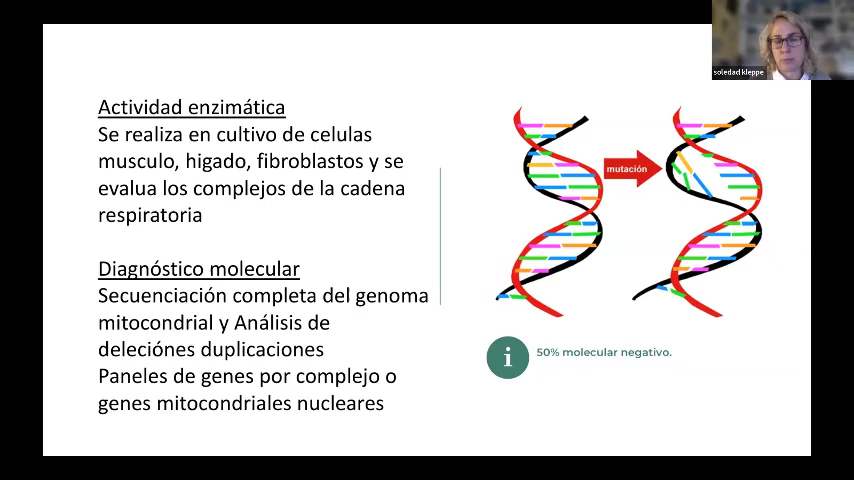 soledad kleppe
Actividad enzimática
Se realiza en cultivo de celulas
musculo, higado, fibroblastos y se
evalua los complejos de la cadena
respiratoria
Diagnóstico molecular
Secuenciación completa del genoma
mitocondrial y Análisis de
deleciónes duplicaciones
Paneles de genes por complejo o
genes mitocondriales nucleares
mutación
i
50% molecular negativo.